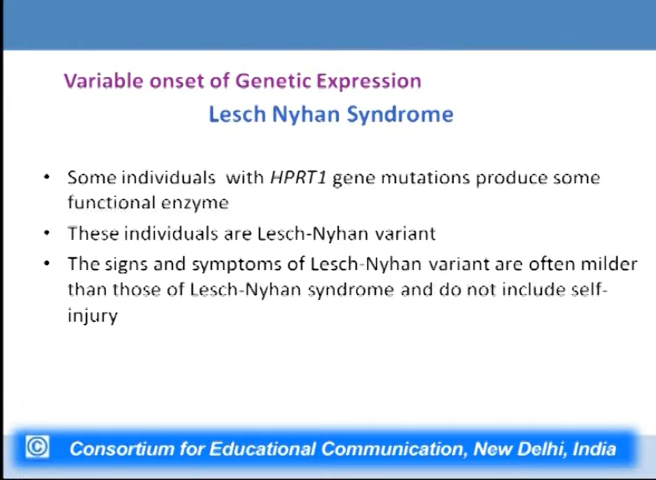 Variable onset of Genetic Expression
Lesch Nyhan Syndrome
• Some individuals with HPRT1 gene mutations produce some
functional enzyme
• These individuals are Lesch-Nyhan variant
• The signs and symptoms of Lesch-Nyhan variant are often milder
than those of Lesch-Nyhan syndrome and do not include self-
injury
© Consortium for Educational Communication, New Delhi, India